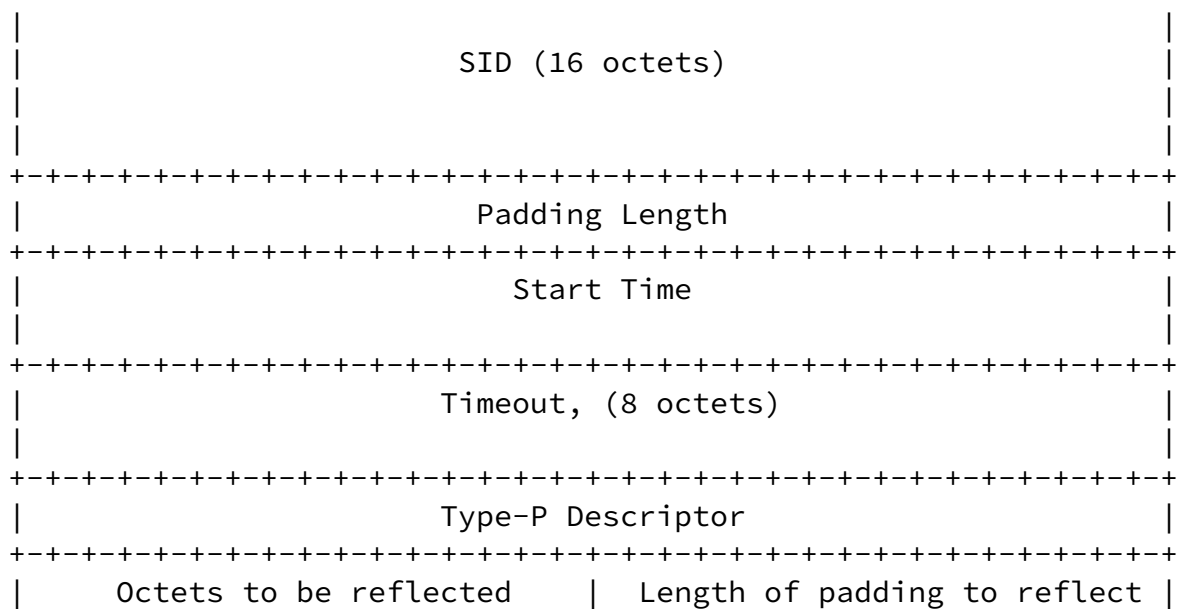 | |
| SID (16 octets) |
| |
| |
+-+-+-+-+-+-+-+-+-+-+-+-+-+-+-+-+-+-+-+-+-+-+-+-+-+-+-+-+-+-+-+-+
| Padding Length |
+-+-+-+-+-+-+-+-+-+-+-+-+-+-+-+-+-+-+-+-+-+-+-+-+-+-+-+-+-+-+-+-+
| Start Time |
| |
+-+-+-+-+-+-+-+-+-+-+-+-+-+-+-+-+-+-+-+-+-+-+-+-+-+-+-+-+-+-+-+-+
| Timeout, (8 octets) |
| |
+-+-+-+-+-+-+-+-+-+-+-+-+-+-+-+-+-+-+-+-+-+-+-+-+-+-+-+-+-+-+-+-+
| Type-P Descriptor |
+-+-+-+-+-+-+-+-+-+-+-+-+-+-+-+-+-+-+-+-+-+-+-+-+-+-+-+-+-+-+-+-+
| Octets to be reflected | Length of padding to reflect |